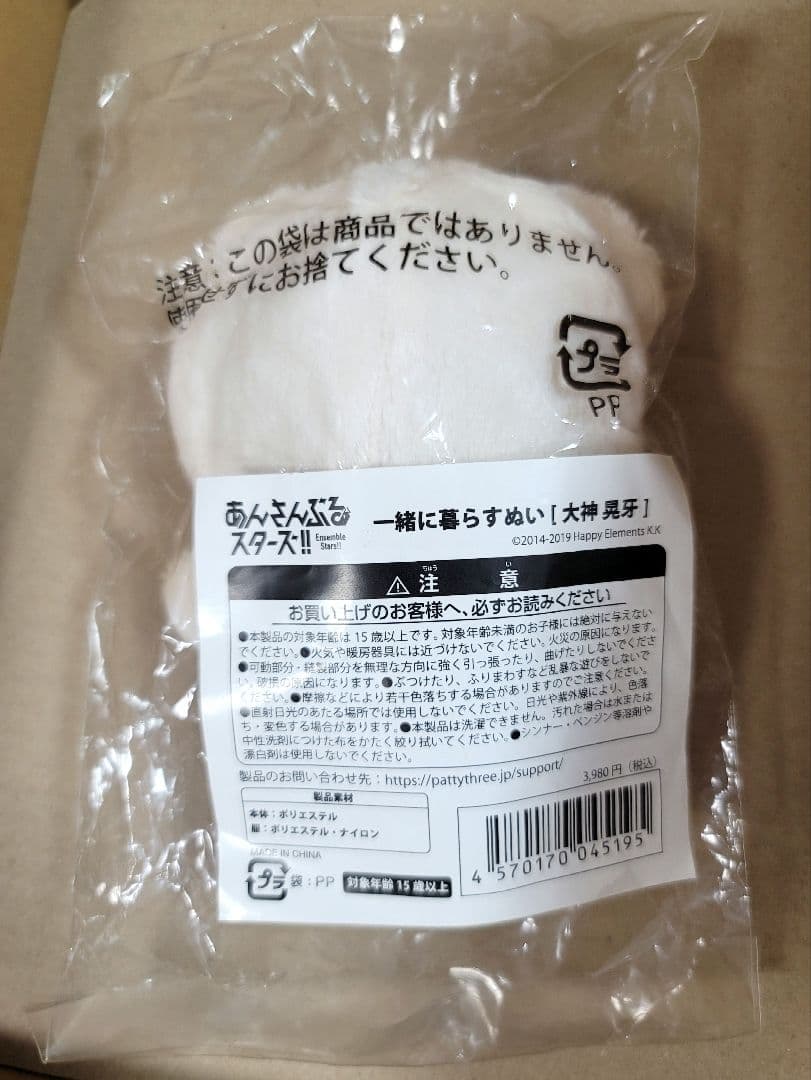 注意：この袋は商品ではありません。
使用せずにお捨てください。
プラ
PP
あんさんぶる
スターズ!!
Ensemble
Stars!!
一緒に暮らすぬい [ 大神 晃牙 ]
©2014-2019 Happy Elements K.K
⚠注意
ちゅう い
お買い上げのお客様へ、必ずお読みください
●本製品の対象年齢は 15 歳以上です。対象年齢未満のお子様には絶対に与えない
でください。●火気や暖房器具には近づけないでください。火災の原因になります。
●可動部分・縫製部分を無理な方向に強く引っ張ったり、曲げたりしないでくださ
い。破損の原因になります。●ぶつけたり、ふりまわすなど乱暴な遊びをしないで
ください。●摩擦などにより若干色落ちする場合がありますのでご注意ください。
●直射日光のあたる場所では使用しないでください。日光や紫外線により、色落
ち・変色する場合があります。●本製品は洗濯できません。汚れた場合は水または
中性洗剤につけた布をかたく絞り拭いてください。●シンナー・ベンジン等溶剤や
漂白剤は使用しないでください。
製品のお問い合わせ先：https://pattythree.jp/support/
3,980円（税込）
製品素材
本体：ポリエステル
服：ポリエステル・ナイロン
MADE IN CHINA
プラ 袋：PP
対象年齢 15 歳以上
4 570170 045195